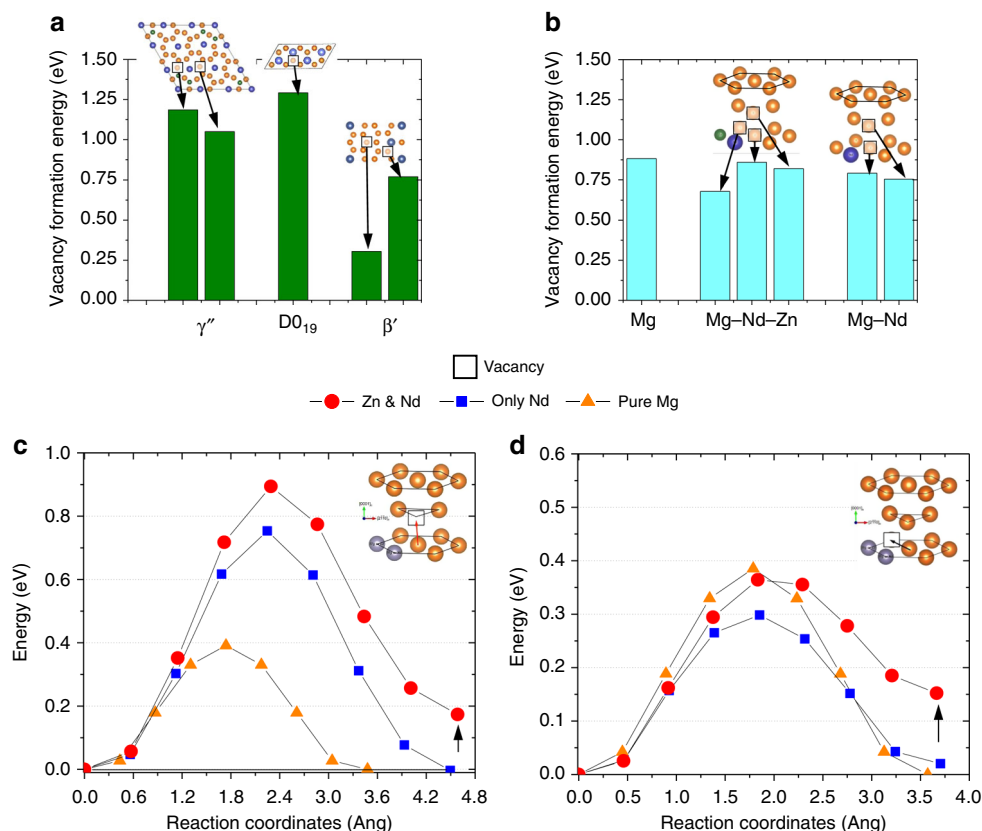 a
Vacancy formation energy (eV)
1.50
1.25
1.00
0.75
0.50
0.25
0.00
γ″
D0₁₉
β′
b
Vacancy formation energy (eV)
1.50
1.25
1.00
0.75
0.50
0.25
0.00
Mg
Mg–Nd–Zn
Mg–Nd
Vacancy
Zn & Nd
Only Nd
Pure Mg
c
Energy (eV)
1.0
0.8
0.6
0.4
0.2
0.0
0.0 0.6 1.2 1.8 2.4 3.0 3.6 4.2 4.8
Reaction coordinates (Ang)
d
Energy (eV)
0.6
0.5
0.4
0.3
0.2
0.1
0.0
0.0 0.5 1.0 1.5 2.0 2.5 3.0 3.5 4.0
Reaction coordinates (Ang)